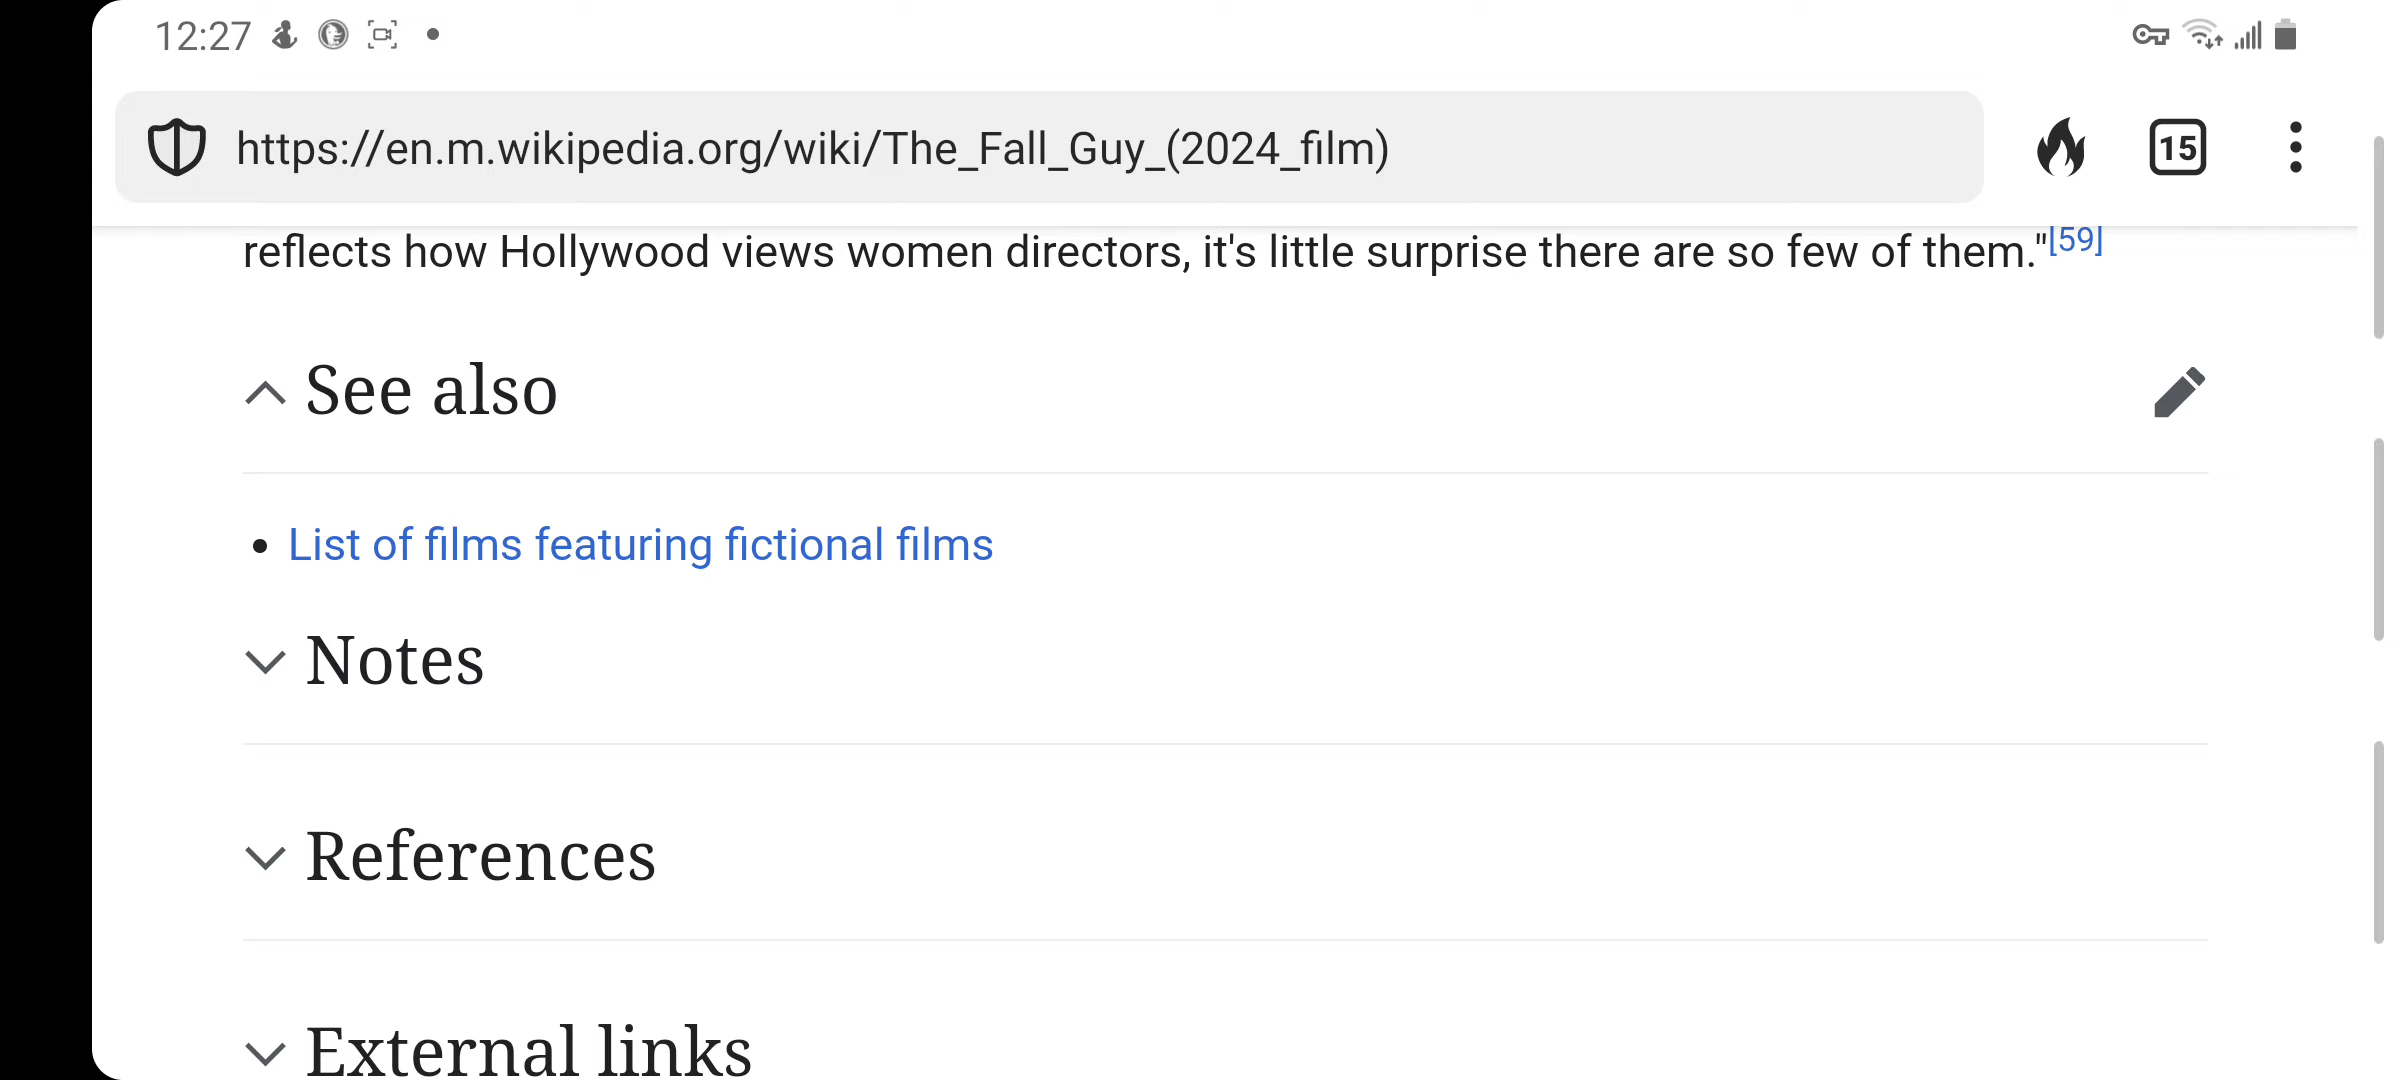 12:27
https://en.m.wikipedia.org/wiki/The_Fall_Guy_(2024_film)
15
reflects how Hollywood views women directors, it's little surprise there are so few of them."[59]
See also
List of films featuring fictional films
Notes
References
External links